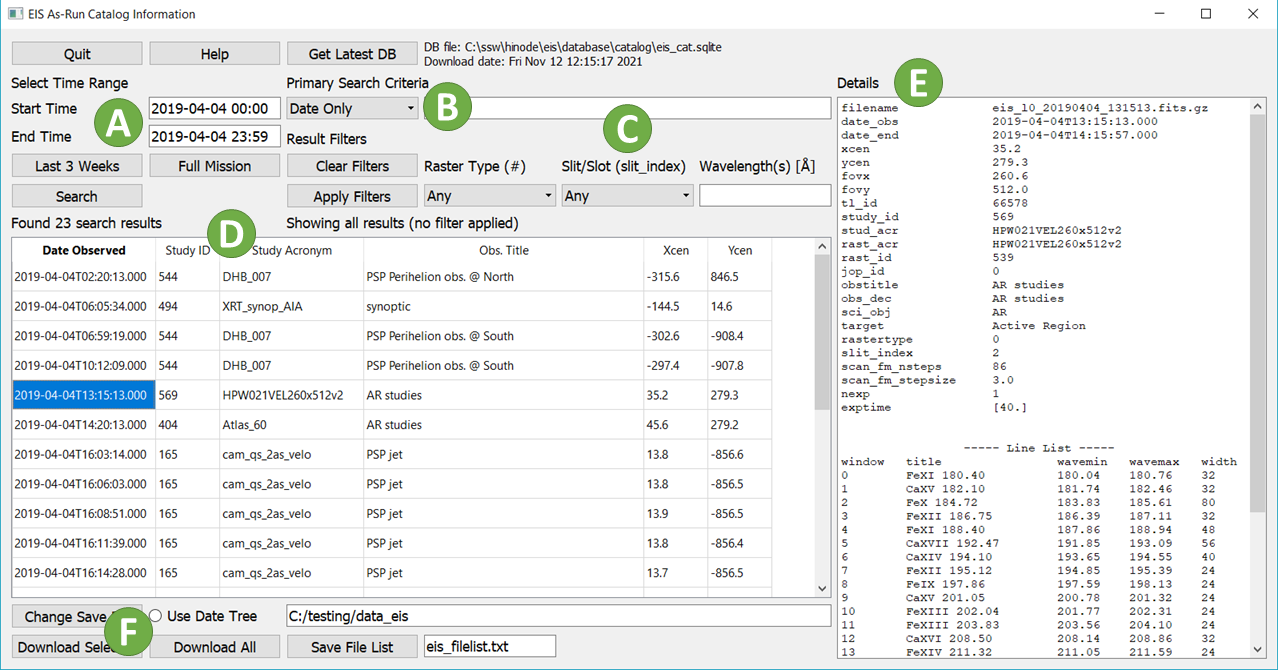 EIS As-Run Catalog Information
Quit Help Get Latest DB DB file: C:\ssw\hinode\eis\database\catalog\eis_cat.sqlite
Download date: Fri Nov 12 12:15:17 2021
Select Time Range Primary Search Criteria
Start Time 2019-04-04 00:00 Date Only
A B C
End Time 2019-04-04 23:59 Result Filters
Last 3 Weeks Full Mission Clear Filters Raster Type (#) Slit/Slot (slit_index) Wavelength(s) [Å]
Search Apply Filters Any Any
Found 23 search results Showing all results (no filter applied)
D
Date Observed Study ID Study Acronym Obs. Title Xcen Ycen
2019-04-04T02:20:13.000 544 DHB_007 PSP Perihelion obs. @ North -315.6 846.5
2019-04-04T06:05:34.000 494 XRT_synop_AIA synoptic -144.5 14.6
2019-04-04T06:59:19.000 544 DHB_007 PSP Perihelion obs. @ South -302.6 -908.4
2019-04-04T10:12:09.000 544 DHB_007 PSP Perihelion obs. @ South -297.4 -907.8
2019-04-04T13:15:13.000 569 HPW021VEL260x512v2 AR studies 35.2 279.3
2019-04-04T14:20:13.000 404 Atlas_60 AR studies 45.6 279.2
2019-04-04T16:03:14.000 165 cam_qs_2as_velo PSP jet 13.8 -856.6
2019-04-04T16:06:03.000 165 cam_qs_2as_velo PSP jet 13.8 -856.5
2019-04-04T16:08:51.000 165 cam_qs_2as_velo PSP jet 13.9 -856.5
2019-04-04T16:11:39.000 165 cam_qs_2as_velo PSP jet 13.8 -856.4
2019-04-04T16:14:28.000 165 cam_qs_2as_velo PSP jet 13.7 -856.5
Change Save Use Date Tree C:/testing/data_eis
F
Download Sele All Download All Save File List eis_filelist.txt
Details E
filename eis_l0_20190404_131513.fits.gz
date_obs 2019-04-04T13:15:13.000
date_end 2019-04-04T14:15:57.000
xcen 35.2
ycen 279.3
fovx 260.6
fovy 512.0
tl_id 66578
study_id 569
stud_acr HPW021VEL260x512v2
rast_acr HPW021VEL260x512v2
rast_id 539
jop_id 0
obstitle AR studies
obs_dec AR studies
sci_obj AR
target Active Region
rastertype 0
slit_index 2
scan_fm_nsteps 86
scan_fm_stepsize 3.0
nexp 1
exptime [40.]
----- Line List -----
window title wavemin wavemax width
0 FeXI 180.40 180.04 180.76 32
1 CaXV 182.10 181.74 182.46 32
2 FeX 184.72 183.83 185.61 80
3 FeXII 186.75 186.39 187.11 32
4 FeXI 188.40 187.86 188.94 48
5 CaXVII 192.47 191.85 193.09 56
6 CaXIV 194.10 193.65 194.55 40
7 FeXII 195.12 194.85 195.39 24
8 FeIX 197.86 197.59 198.13 24
9 CaXV 201.05 200.78 201.32 24
10 FeXIII 202.04 201.77 202.31 24
11 FeXIII 203.83 203.56 204.10 24
12 CaXVI 208.50 208.14 208.86 32
13 FeXIV 211.32 211.05 211.59 24